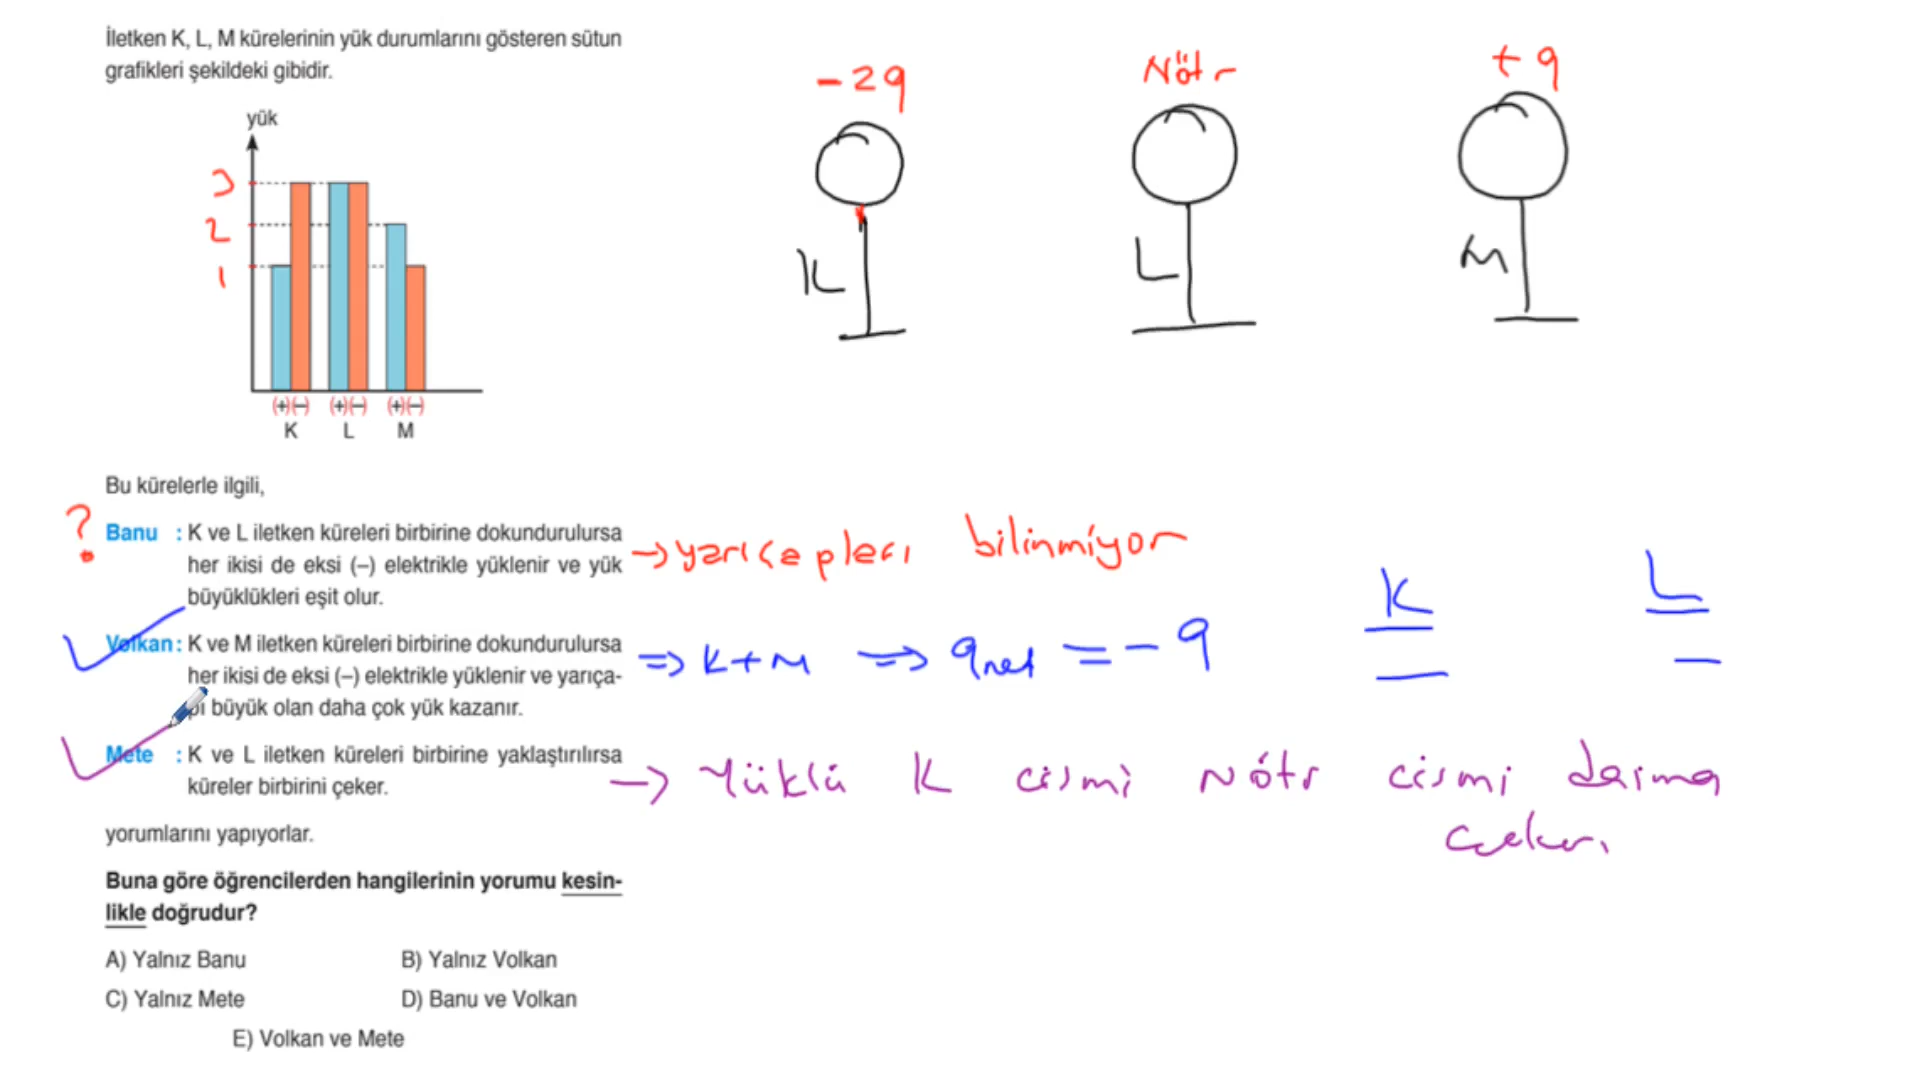 İletken K, L, M kürelerinin yük durumlarını gösteren sütun
grafikleri şekildeki gibidir.
yük
3
2
1
(+)(–) (+)(–) (+)(–)
K L M
-2q Nötr +q
K L M
Bu kürelerle ilgili,
?
Banu : K ve L iletken küreleri birbirine dokundurulursa
her ikisi de eksi (–) elektrikle yüklenir ve yük
büyüklükleri eşit olur.
→ yarıçapları bilinmiyor
Volkan : K ve M iletken küreleri birbirine dokundurulursa
her ikisi de eksi (–) elektrikle yüklenir ve yarıça-
pı büyük olan daha çok yük kazanır.
⇒ K+M ⇒ qnet = -q
K L
– –
Mete : K ve L iletken küreleri birbirine yaklaştırılırsa
küreler birbirini çeker.
→ Yüklü K cismi Nötr cismi daima
çeker.
yorumlarını yapıyorlar.
Buna göre öğrencilerden hangilerinin yorumu kesin-
likle doğrudur?
A) Yalnız Banu B) Yalnız Volkan
C) Yalnız Mete D) Banu ve Volkan
E) Volkan ve Mete